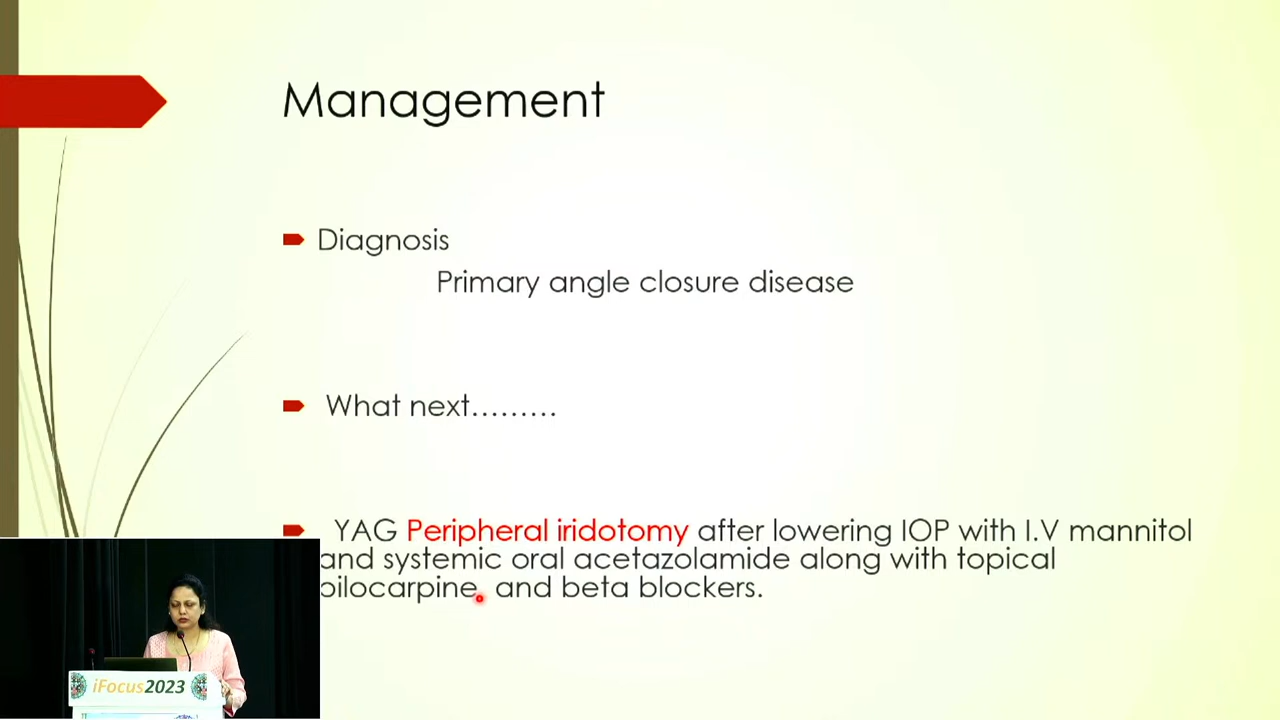 Management
Diagnosis
Primary angle closure disease
What next.........
YAG Peripheral iridotomy after lowering IOP with I.V mannitol
and systemic oral acetazolamide along with topical
pilocarpine, and beta blockers.
iFocus2023